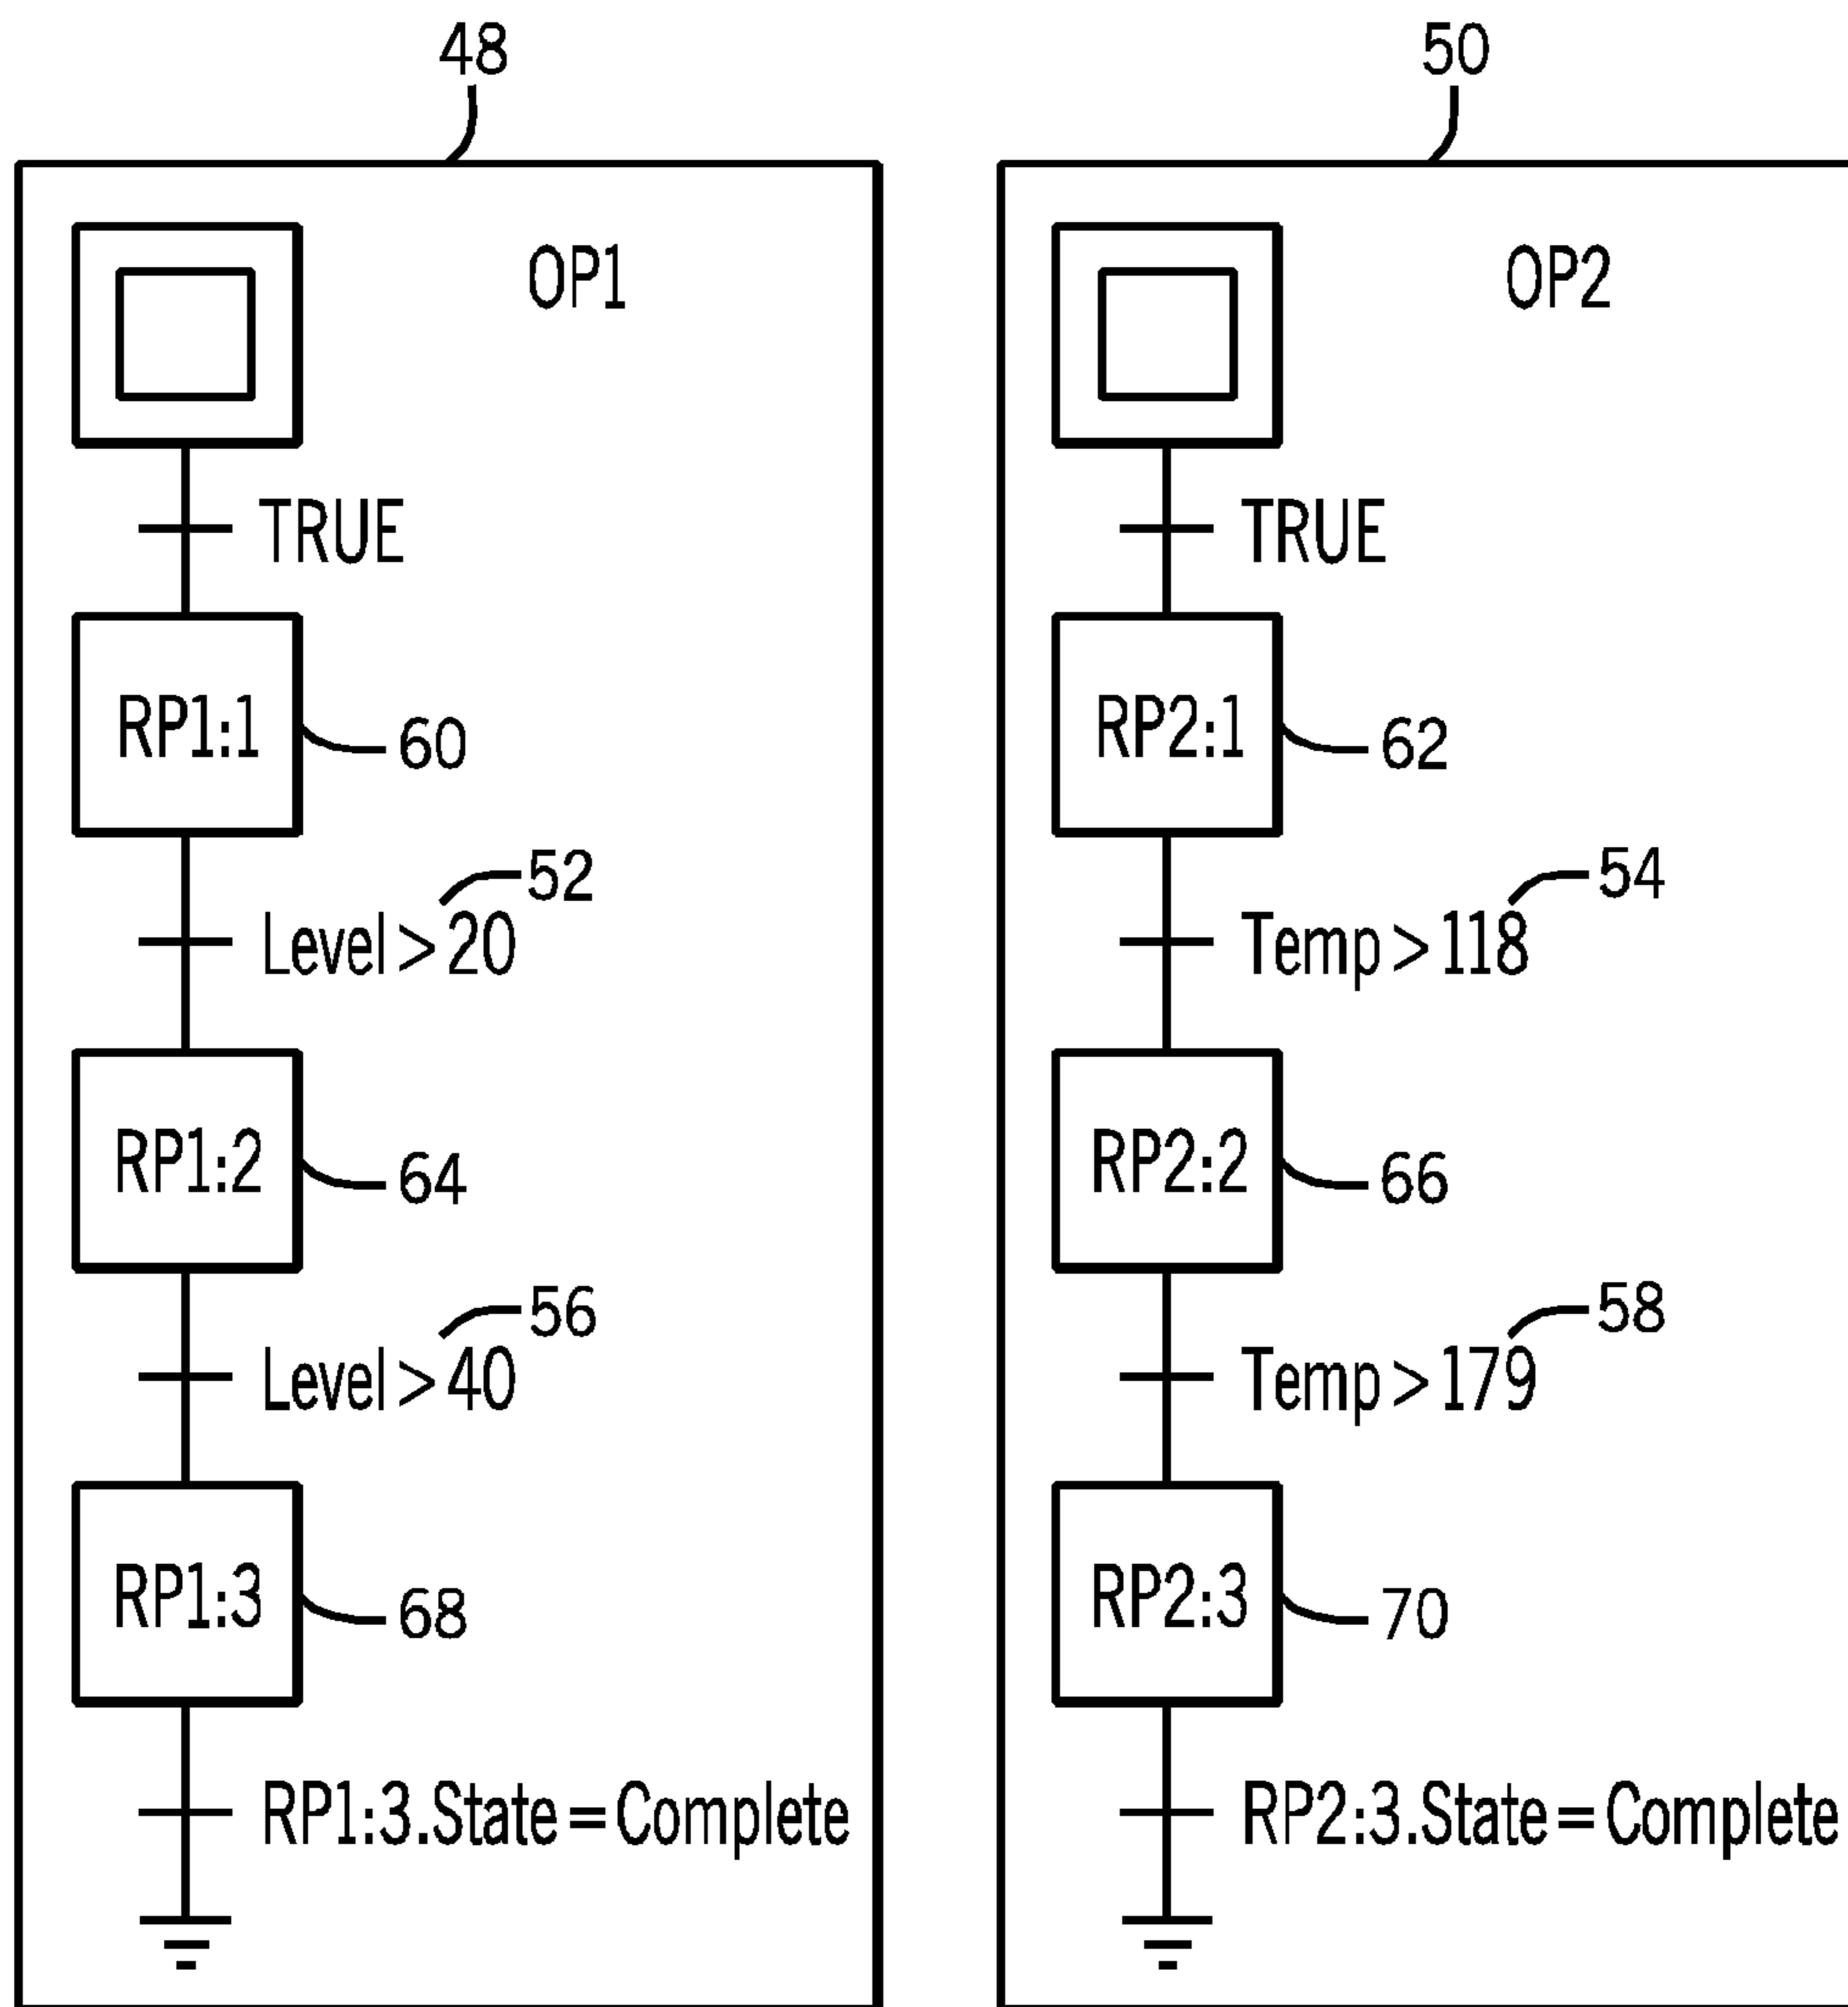 48
OP1
TRUE
RP1:1
60
52
Level>20
RP1:2
64
56
Level>40
RP1:3
68
RP1:3.State=Complete
50
OP2
TRUE
RP2:1
62
54
Temp>118
RP2:2
66
58
Temp>179
RP2:3
70
RP2:3.State=Complete